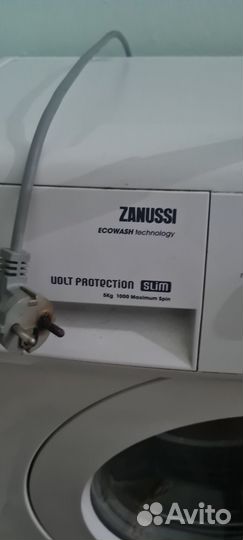 ZANUSSI
ECOWASH technology
VOLT PROTECTION SLIM
5Kg 1000 Maximum Spin
Avito